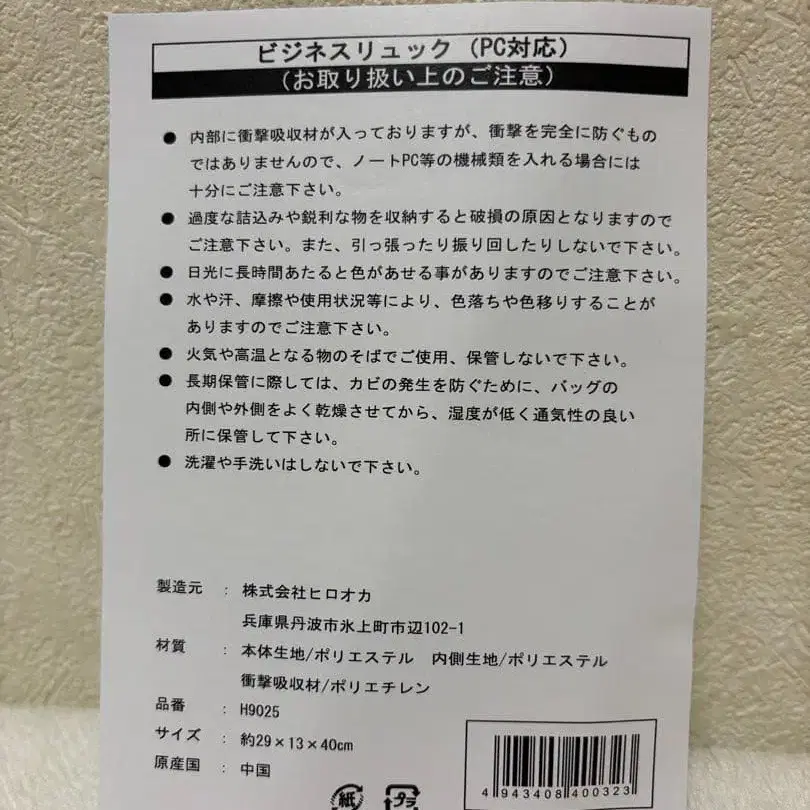 ビジネスリュック（PC対応）
（お取り扱い上のご注意）
● 内部に衝撃吸収材が入っておりますが、衝撃を完全に防ぐもの
ではありませんので、ノートPC等の機械類を入れる場合には
十分にご注意下さい。
● 過度な詰込みや鋭利な物を収納すると破損の原因となりますので
ご注意下さい。また、引っ張ったり振り回したりしないで下さい。
● 日光に長時間あたると色があせる事がありますのでご注意下さい。
● 水や汗、摩擦や使用状況等により、色落ちや色移りすることが
ありますのでご注意下さい。
● 火気や高温となる物のそばでご使用、保管しないで下さい。
● 長期保管に際しては、カビの発生を防ぐために、バッグの
内側や外側をよく乾燥させてから、湿度が低く通気性の良い
所に保管して下さい。
● 洗濯や手洗いはしないで下さい。
製造元 : 株式会社ヒロオカ
兵庫県丹波市氷上町市辺102-1
材質 : 本体生地/ポリエステル 内側生地/ポリエステル
衝撃吸収材/ポリエチレン
品番 : H9025
サイズ : 約29×13×40cm
原産国 : 中国
紙 プラ
4 943408 400323